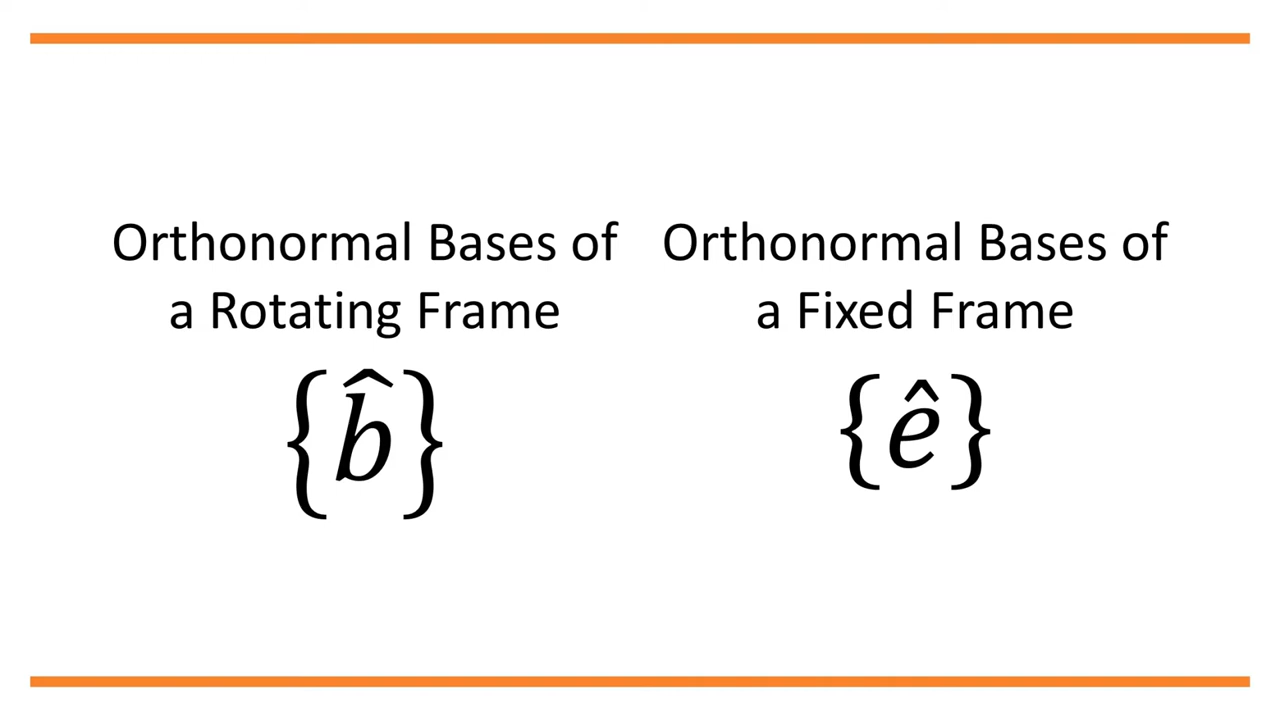 Orthonormal Bases of
a Rotating Frame
{b̂}
Orthonormal Bases of
a Fixed Frame
{ê}